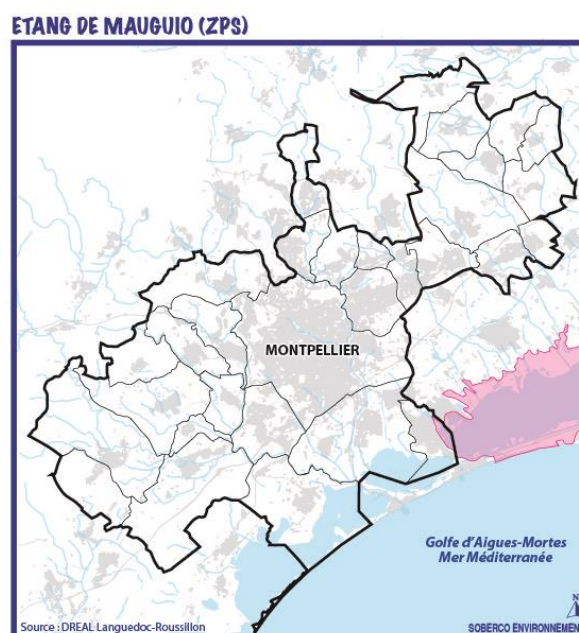 ETANG DE MAUGUIO (ZPS)
MONTPELLIER
Golfe d'Aigues-Mortes
Mer Méditerranée
N
Source : DREAL Languedoc-Roussillon
SOBERCO ENVIRONNEMENT